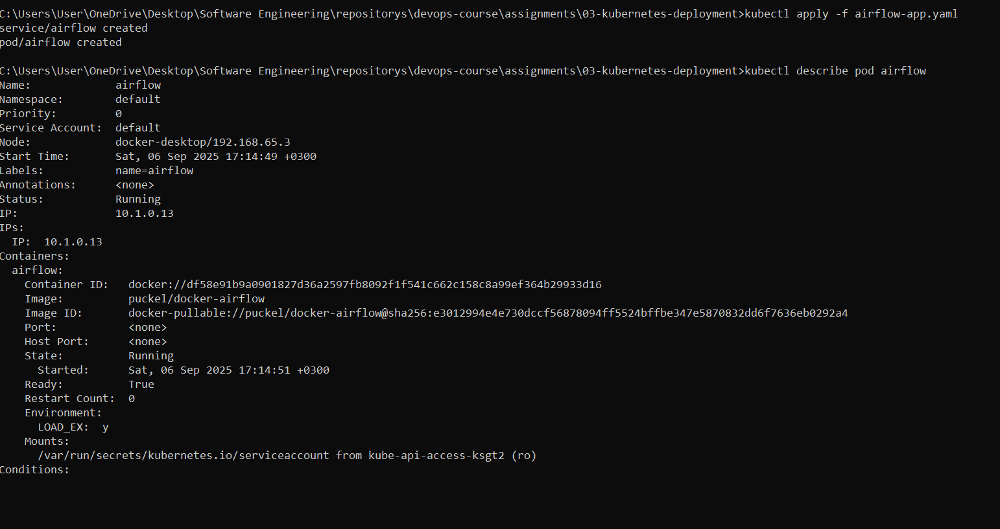 C:\Users\User\OneDrive\Desktop\Software Engineering\repositorys\devops-course\assignments\03-kubernetes-deployment>kubectl apply -f airflow-app.yaml
service/airflow created
pod/airflow created
C:\Users\User\OneDrive\Desktop\Software Engineering\repositorys\devops-course\assignments\03-kubernetes-deployment>kubectl describe pod airflow
Name:             airflow
Namespace:        default
Priority:         0
Service Account:  default
Node:             docker-desktop/192.168.65.3
Start Time:       Sat, 06 Sep 2025 17:14:49 +0300
Labels:           name=airflow
Annotations:      <none>
Status:           Running
IP:               10.1.0.13
IPs:
  IP:  10.1.0.13
Containers:
  airflow:
    Container ID:   docker://df58e91b9a0901827d36a2597fb8092f1f541c662c158c8a99ef364b29933d16
    Image:          puckel/docker-airflow
    Image ID:       docker-pullable://puckel/docker-airflow@sha256:e3012994e4e730dccf56878094ff5524bffbe347e5870832dd6f7636eb0292a4
    Port:           <none>
    Host Port:      <none>
    State:          Running
      Started:      Sat, 06 Sep 2025 17:14:51 +0300
    Ready:          True
    Restart Count:  0
    Environment:
      LOAD_EX:  y
    Mounts:
      /var/run/secrets/kubernetes.io/serviceaccount from kube-api-access-ksgt2 (ro)
Conditions: